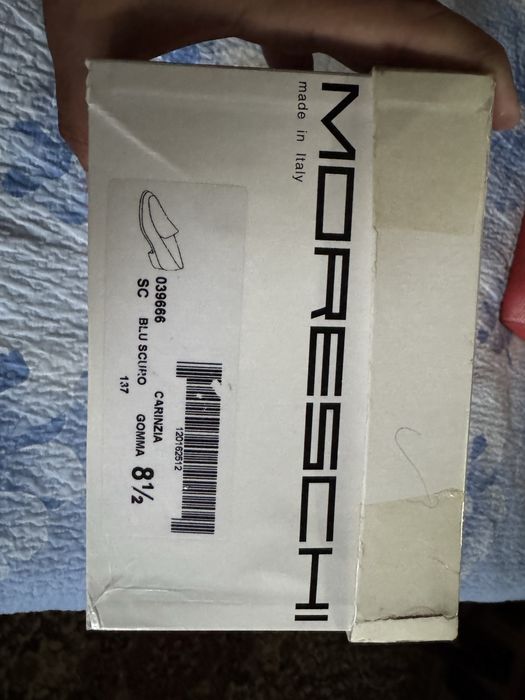 MORESCHI
made in Italy
039666 CARINZIA
SC BLU SCURO GOMMA 8½
137
120162512